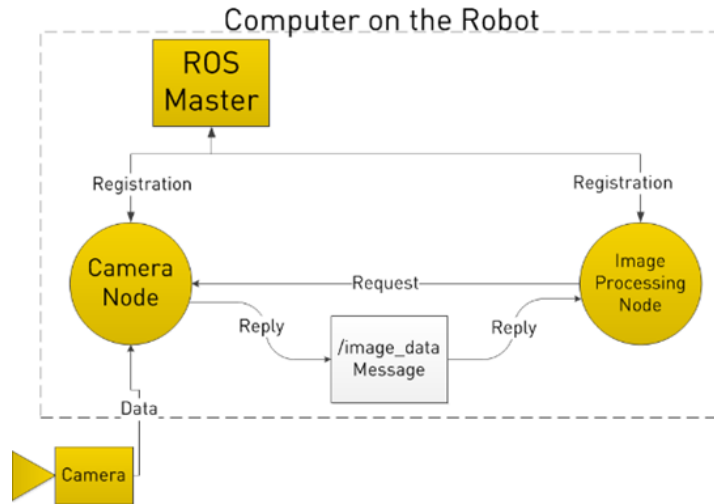 Computer on the Robot
ROS
Master
Registration
Registration
Camera
Node
Image
Processing
Node
Request
Reply
/image_data
Message
Reply
Data
Camera